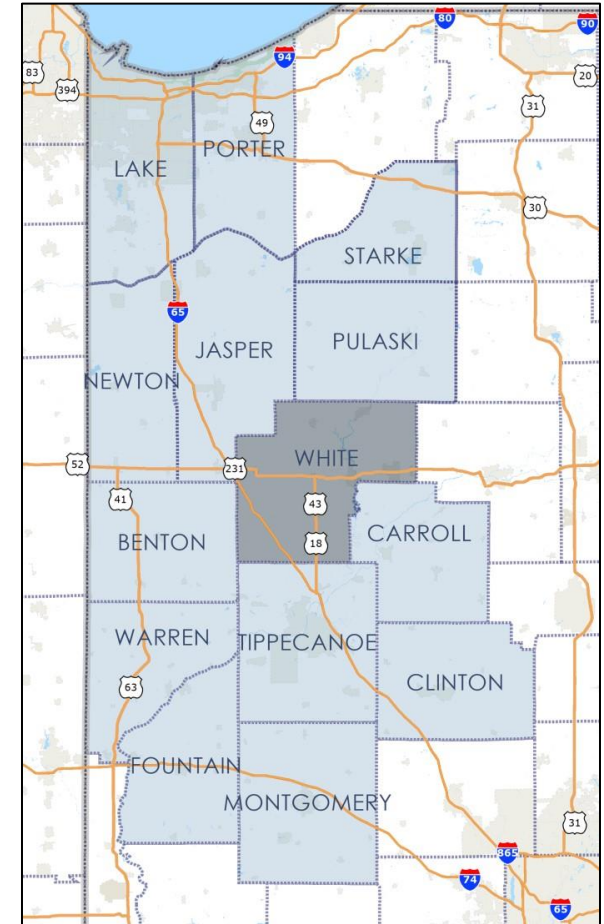 80
90
94
83
20
394
31
49
PORTER
LAKE
30
STARKE
65
JASPER
PULASKI
NEWTON
WHITE
52
231
41
43
CARROLL
BENTON
18
WARREN
TIPPECANOE
CLINTON
63
FOUNTAIN
MONTGOMERY
31
865
74
65